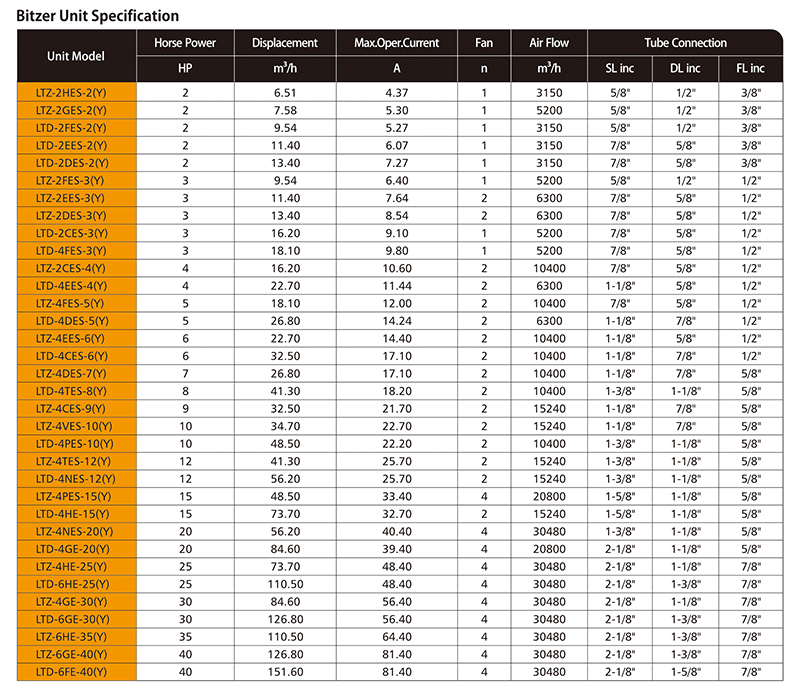 Bitzer Unit Specification
Unit Model Horse Power Displacement Max.Oper.Current Fan Air Flow Tube Connection
HP m³/h A n m³/h SL inc DL inc FL inc
LTZ-2HES-2(Y) 2 6.51 4.37 1 3150 5/8" 1/2" 3/8"
LTZ-2GES-2(Y) 2 7.58 5.30 1 5200 5/8" 1/2" 3/8"
LTD-2FES-2(Y) 2 9.54 5.27 1 3150 5/8" 1/2" 3/8"
LTD-2EES-2(Y) 2 11.40 6.07 1 3150 7/8" 5/8" 3/8"
LTD-2DES-2(Y) 2 13.40 7.27 1 3150 7/8" 5/8" 3/8"
LTZ-2FES-3(Y) 3 9.54 6.40 1 5200 5/8" 1/2" 1/2"
LTZ-2EES-3(Y) 3 11.40 7.64 2 6300 7/8" 5/8" 1/2"
LTZ-2DES-3(Y) 3 13.40 8.54 2 6300 7/8" 5/8" 1/2"
LTD-2CES-3(Y) 3 16.20 9.10 1 5200 7/8" 5/8" 1/2"
LTD-4FES-3(Y) 3 18.10 9.80 1 5200 7/8" 5/8" 1/2"
LTZ-2CES-4(Y) 4 16.20 10.60 2 10400 7/8" 5/8" 1/2"
LTD-4EES-4(Y) 4 22.70 11.44 2 6300 1-1/8" 5/8" 1/2"
LTZ-4FES-5(Y) 5 18.10 12.00 2 10400 7/8" 5/8" 1/2"
LTD-4DES-5(Y) 5 26.80 14.24 2 6300 1-1/8" 7/8" 1/2"
LTZ-4EES-6(Y) 6 22.70 14.40 2 10400 1-1/8" 5/8" 1/2"
LTD-4CES-6(Y) 6 32.50 17.10 2 10400 1-1/8" 7/8" 1/2"
LTZ-4DES-7(Y) 7 26.80 17.10 2 10400 1-1/8" 7/8" 5/8"
LTD-4TES-8(Y) 8 41.30 18.20 2 10400 1-3/8" 1-1/8" 5/8"
LTZ-4CES-9(Y) 9 32.50 21.70 2 15240 1-1/8" 7/8" 5/8"
LTZ-4VES-10(Y) 10 34.70 22.70 2 15240 1-1/8" 7/8" 5/8"
LTD-4PES-10(Y) 10 48.50 22.20 2 10400 1-3/8" 1-1/8" 5/8"
LTZ-4TES-12(Y) 12 41.30 25.70 2 15240 1-3/8" 1-1/8" 5/8"
LTD-4NES-12(Y) 12 56.20 25.70 2 15240 1-3/8" 1-1/8" 5/8"
LTZ-4PES-15(Y) 15 48.50 33.40 4 20800 1-5/8" 1-1/8" 5/8"
LTD-4HE-15(Y) 15 73.70 32.70 2 15240 1-5/8" 1-1/8" 5/8"
LTZ-4NES-20(Y) 20 56.20 40.40 4 30480 1-3/8" 1-1/8" 5/8"
LTD-4GE-20(Y) 20 84.60 39.40 4 20800 2-1/8" 1-1/8" 5/8"
LTZ-4HE-25(Y) 25 73.70 48.40 4 30480 2-1/8" 1-1/8" 7/8"
LTD-6HE-25(Y) 25 110.50 48.40 4 30480 2-1/8" 1-3/8" 7/8"
LTZ-4GE-30(Y) 30 84.60 56.40 4 30480 2-1/8" 1-1/8" 7/8"
LTD-6GE-30(Y) 30 126.80 56.40 4 30480 2-1/8" 1-3/8" 7/8"
LTZ-6HE-35(Y) 35 110.50 64.40 4 30480 2-1/8" 1-3/8" 7/8"
LTZ-6GE-40(Y) 40 126.80 81.40 4 30480 2-1/8" 1-3/8" 7/8"
LTD-6FE-40(Y) 40 151.60 81.40 4 30480 2-1/8" 1-5/8" 7/8"